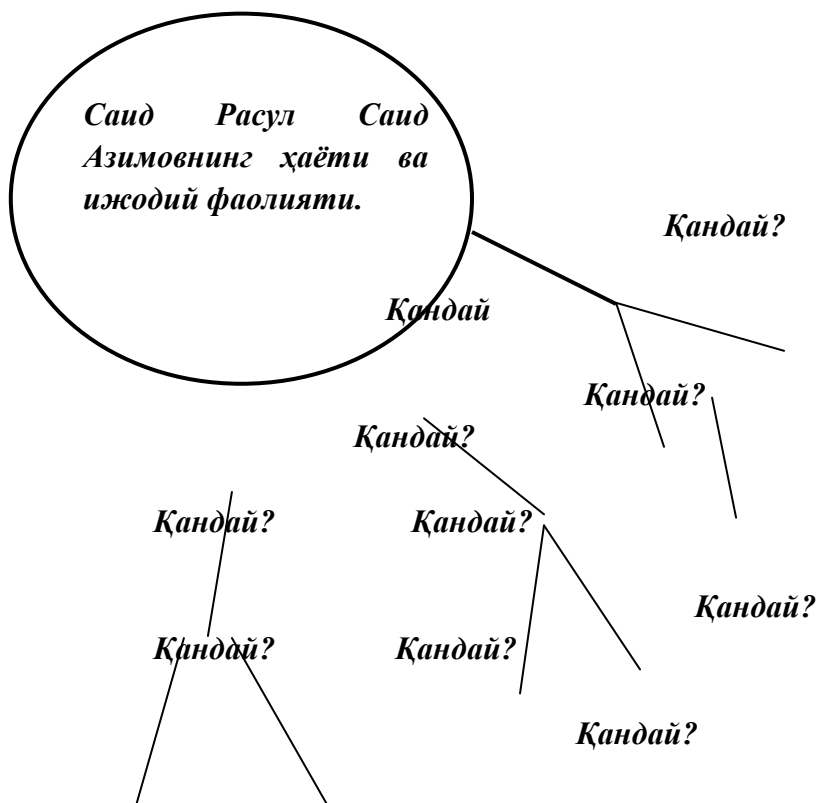 Саид Расул Саид
Азимовнинг ҳаёти ва
ижодий фаолияти.
Қандай?
Қандай
Қандай?
Қандай?
Қандай? Қандай?
Қандай?
Қандай? Қандай?
Қандай?